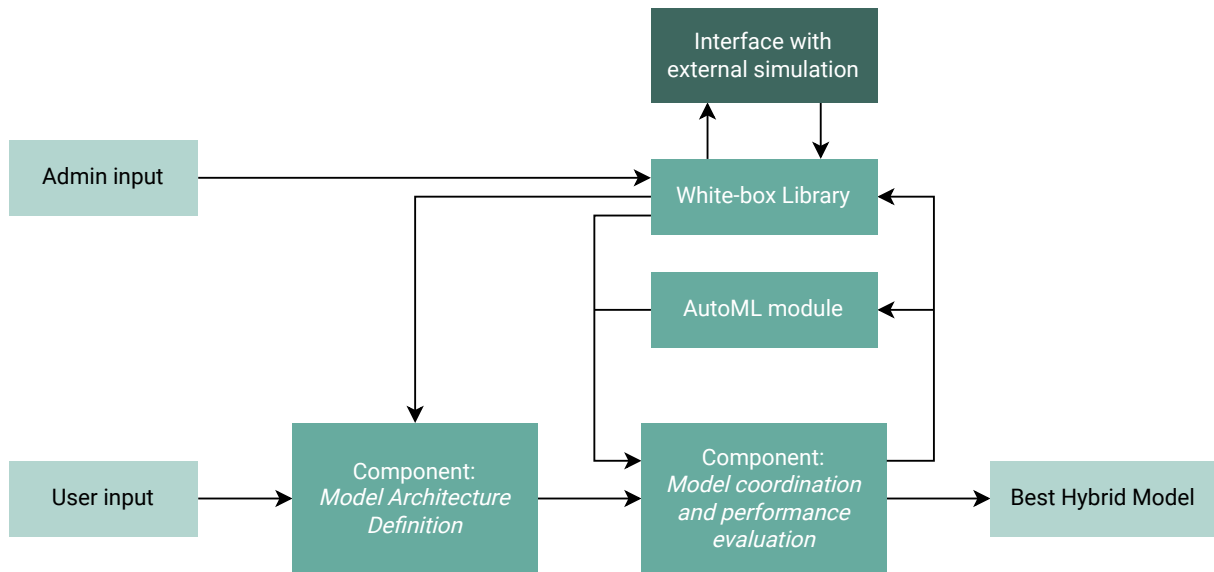 Interface with
external simulation
Admin input
White-box Library
AutoML module
User input
Component:
Model Architecture
Definition
Component:
Model coordination
and performance
evaluation
Best Hybrid Model